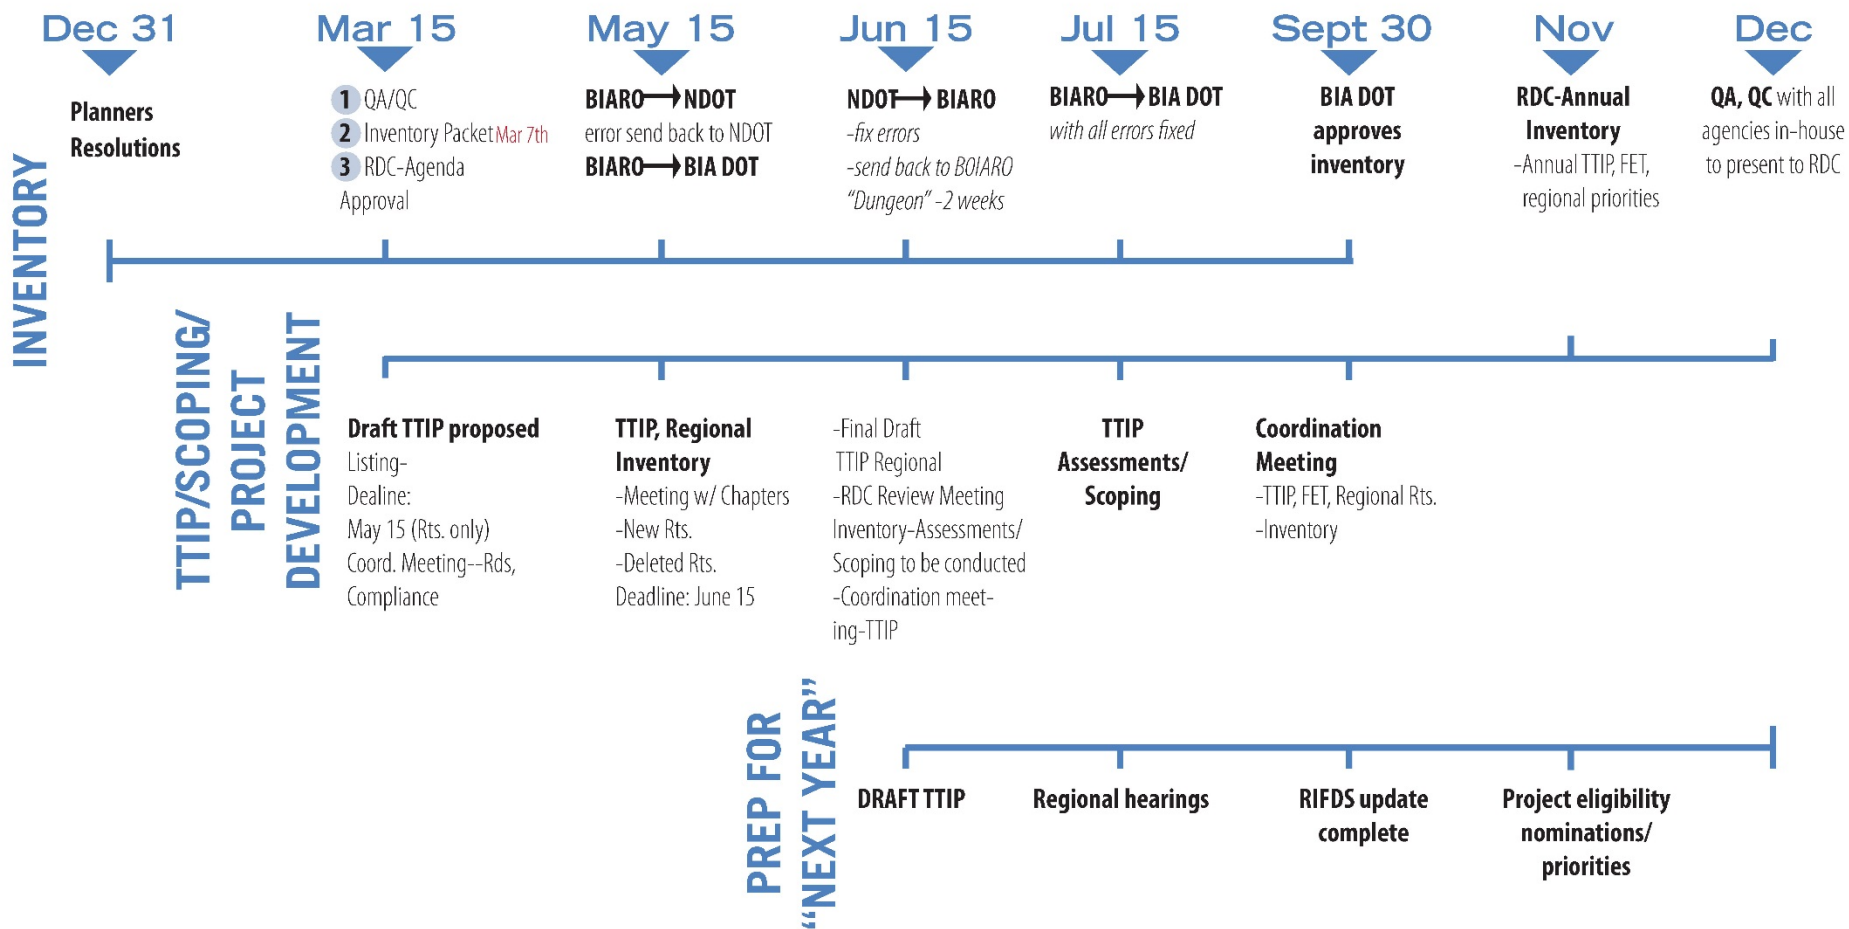 Dec 31
Mar 15
May 15
Jun 15
Jul 15
Sept 30
Nov
Dec
INVENTORY
Planners
Resolutions
1 QA/QC
2 Inventory Packet Mar 7th
3 RDC-Agenda
Approval
BIARO→NDOT
error send back to NDOT
BIARO→BIA DOT
NDOT→BIARO
-fix errors
-send back to BOIARO
“Dungeon” -2 weeks
BIARO→BIA DOT
with all errors fixed
BIA DOT
approves
inventory
RDC-Annual
Inventory
-Annual TTIP, FET,
regional priorities
QA, QC with all
agencies in-house
to present to RDC
TTIP/SCOPING/
PROJECT
DEVELOPMENT
Draft TTIP proposed
Listing-
Dealine:
May 15 (Rts. only)
Coord. Meeting--Rds,
Compliance
TTIP, Regional
Inventory
-Meeting w/ Chapters
-New Rts.
-Deleted Rts.
Deadline: June 15
-Final Draft
TTIP Regional
-RDC Review Meeting
Inventory-Assessments/
Scoping to be conducted
-Coordination meet-
ing-TTIP
TTIP
Assessments/
Scoping
Coordination
Meeting
-TTIP, FET, Regional Rts.
-Inventory
PREP FOR
“NEXT YEAR”
DRAFT TTIP
Regional hearings
RIFDS update
complete
Project eligibility
nominations/
priorities